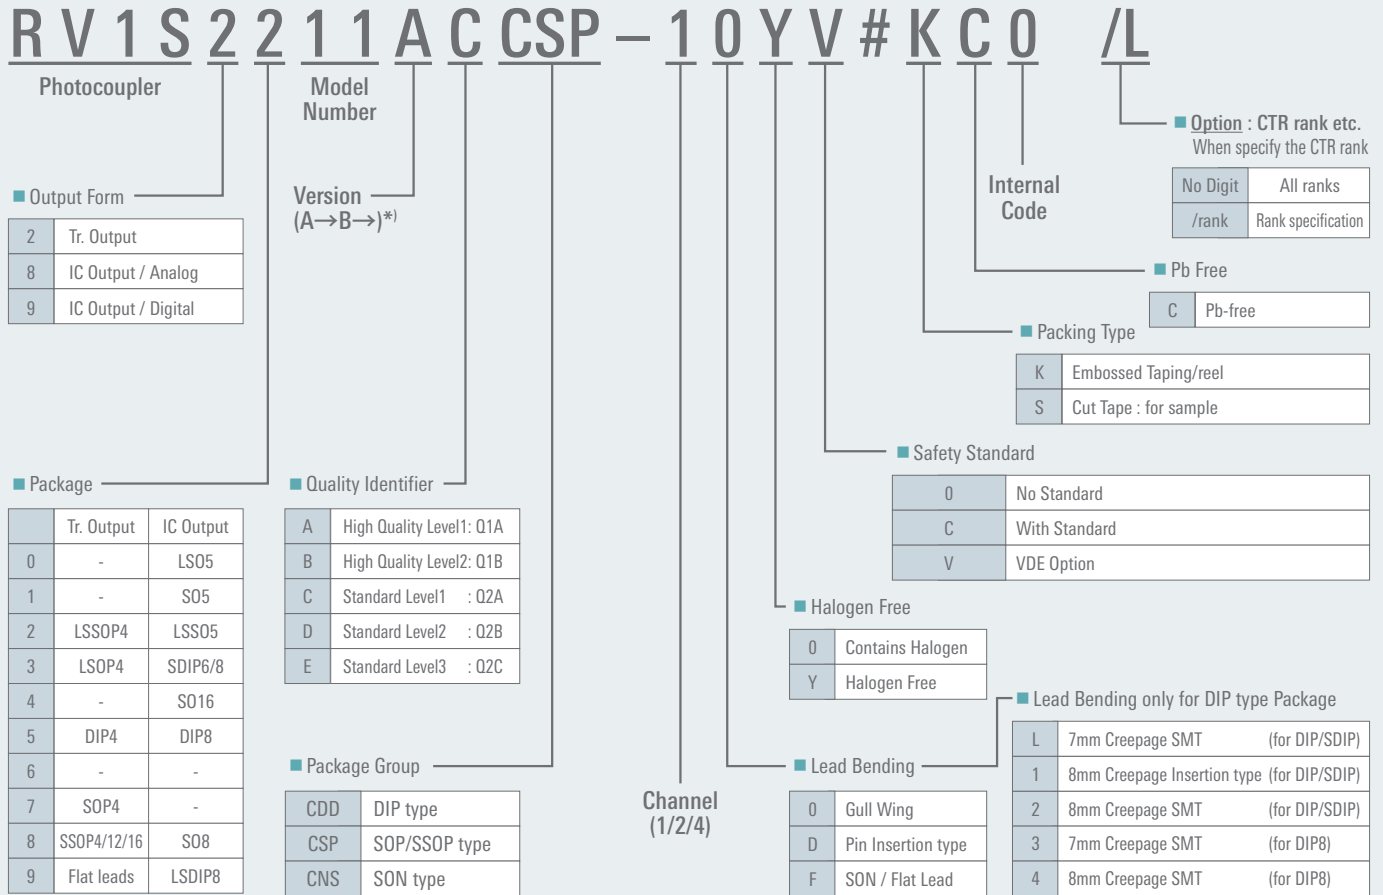 RV1S2211ACCSP–10YV#KC0 /L
Photocoupler
Model
Number
■ Option : CTR rank etc.
When specify the CTR rank
No Digit All ranks
/rank Rank specification
Internal
Code
Version
(A→B→)*)
■ Output Form
2 Tr. Output
8 IC Output / Analog
9 IC Output / Digital
■ Pb Free
C Pb-free
■ Packing Type
K Embossed Taping/reel
S Cut Tape : for sample
■ Safety Standard
0 No Standard
C With Standard
V VDE Option
■ Package
Tr. Output IC Output
0 - LSO5
1 - SO5
2 LSSOP4 LSSO5
3 LSOP4 SDIP6/8
4 - SO16
5 DIP4 DIP8
6 - -
7 SOP4 -
8 SSOP4/12/16 SO8
9 Flat leads LSDIP8
■ Quality Identifier
A High Quality Level1: Q1A
B High Quality Level2: Q1B
C Standard Level1 : Q2A
D Standard Level2 : Q2B
E Standard Level3 : Q2C
■ Halogen Free
0 Contains Halogen
Y Halogen Free
■ Package Group
CDD DIP type
CSP SOP/SSOP type
CNS SON type
Channel
(1/2/4)
■ Lead Bending
0 Gull Wing
D Pin Insertion type
F SON / Flat Lead
■ Lead Bending only for DIP type Package
L 7mm Creepage SMT (for DIP/SDIP)
1 8mm Creepage Insertion type (for DIP/SDIP)
2 8mm Creepage SMT (for DIP/SDIP)
3 7mm Creepage SMT (for DIP8)
4 8mm Creepage SMT (for DIP8)